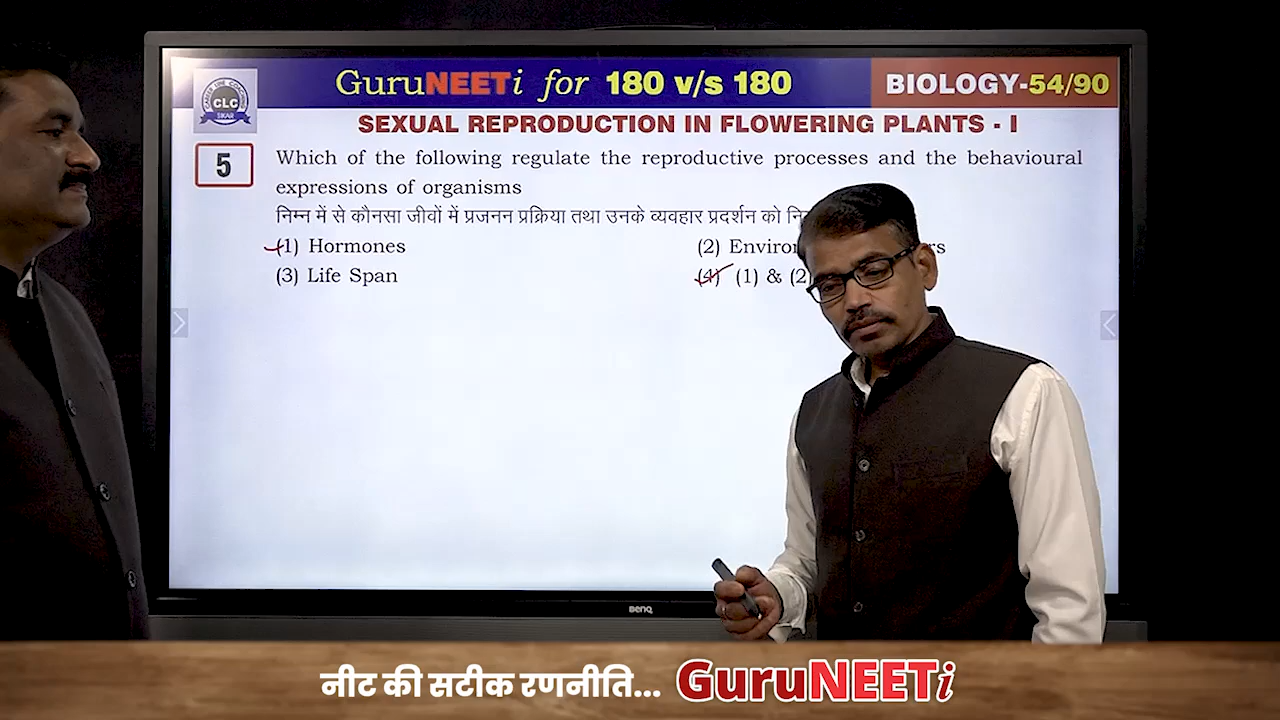 GuruNEETi for 180 v/s 180
BIOLOGY-54/90
CLC
SIKAR
SEXUAL REPRODUCTION IN FLOWERING PLANTS - I
5
Which of the following regulate the reproductive processes and the behavioural
expressions of organisms
निम्न में से कौनसा जीवों में प्रजनन प्रक्रिया तथा उनके व्यवहार प्रदर्शन को
(1) Hormones
(2)
(3) Life Span
(4) (1) & (2)
BenQ
नीट की सटीक रणनीति... GuruNEETi